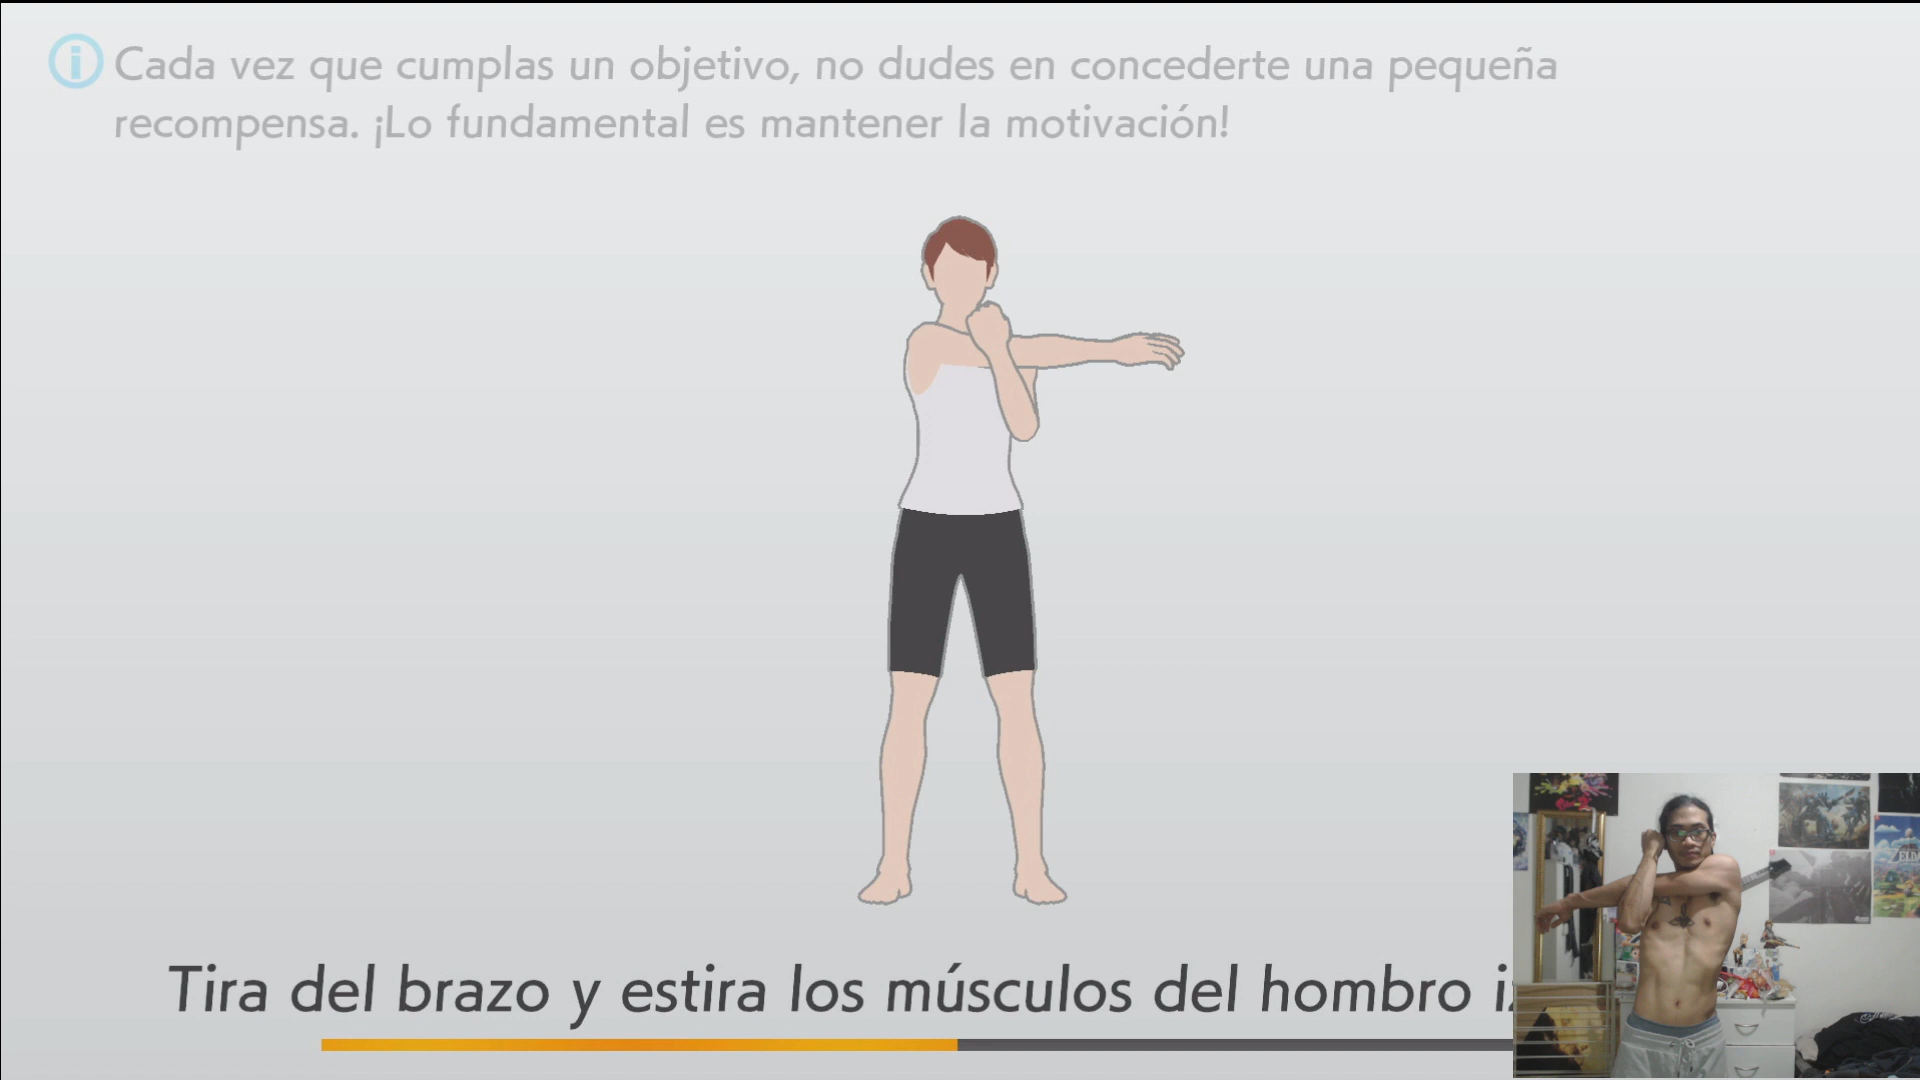 Cada vez que cumplas un objetivo, no dudes en concederte una pequeña
recompensa. ¡Lo fundamental es mantener la motivación!
Tira del brazo y estira los músculos del hombro
ZELDA